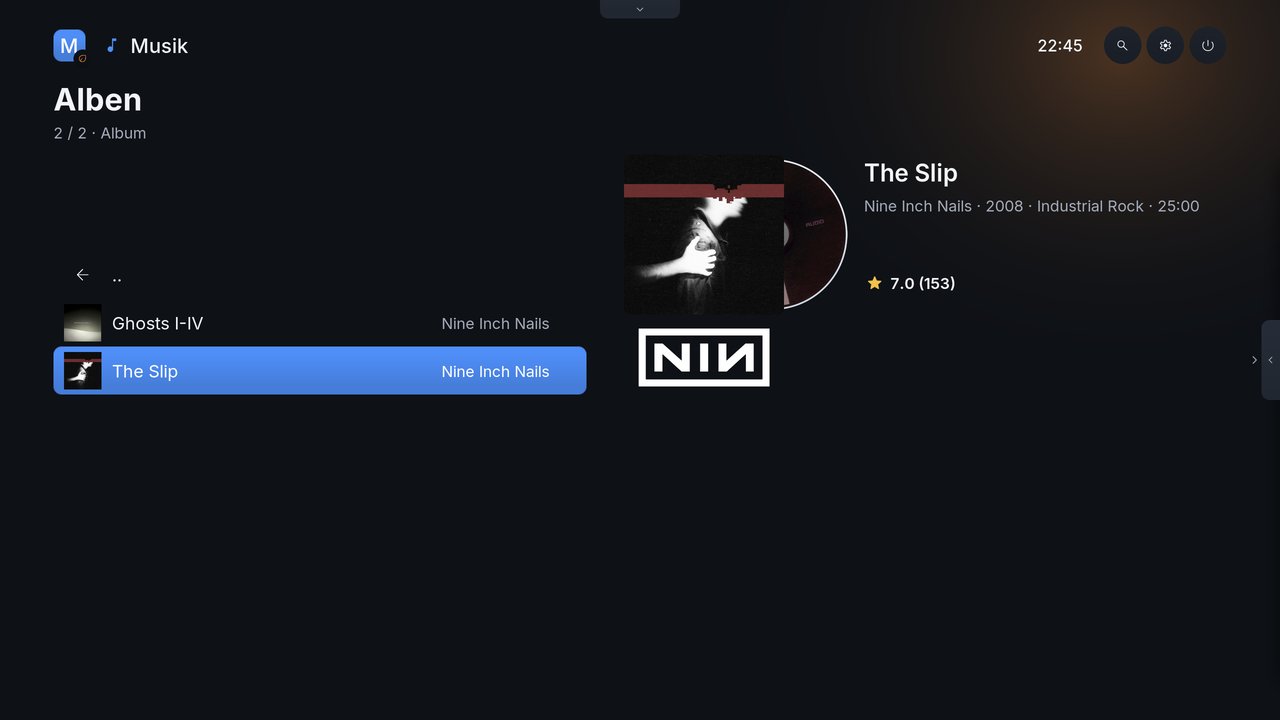 M
Musik
22:45
Alben
2 / 2 · Album
..
Ghosts I-IV
Nine Inch Nails
The Slip
Nine Inch Nails
The Slip
Nine Inch Nails · 2008 · Industrial Rock · 25:00
7.0 (153)
NIN